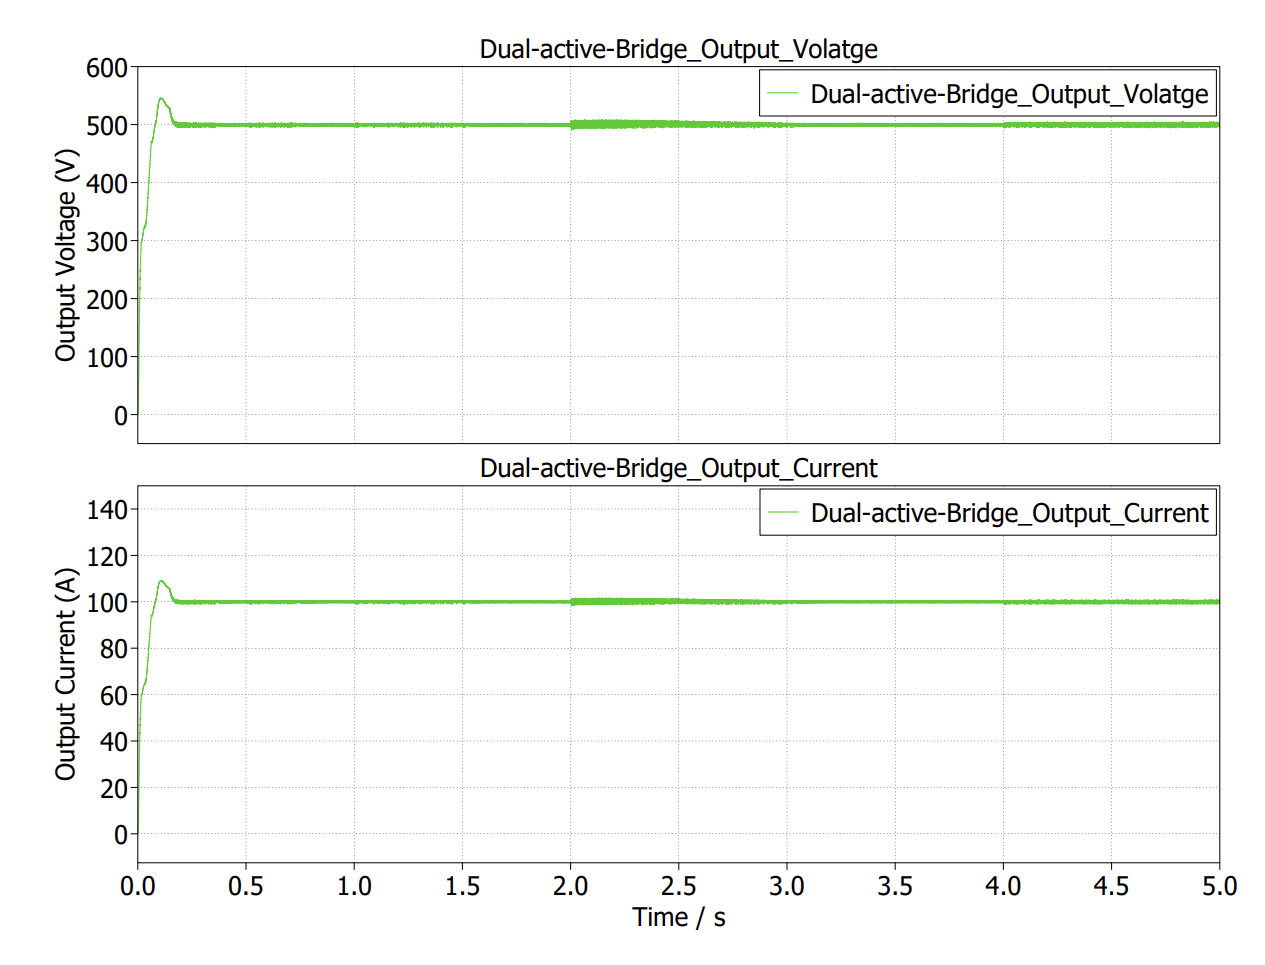 Dual-active-Bridge_Output_Volatge
Dual-active-Bridge_Output_Volatge
600
500
400
300
200
100
0
Output Voltage (V)
Dual-active-Bridge_Output_Current
Dual-active-Bridge_Output_Current
140
120
100
80
60
40
20
0
Output Current (A)
0.0 0.5 1.0 1.5 2.0 2.5 3.0 3.5 4.0 4.5 5.0
Time / s